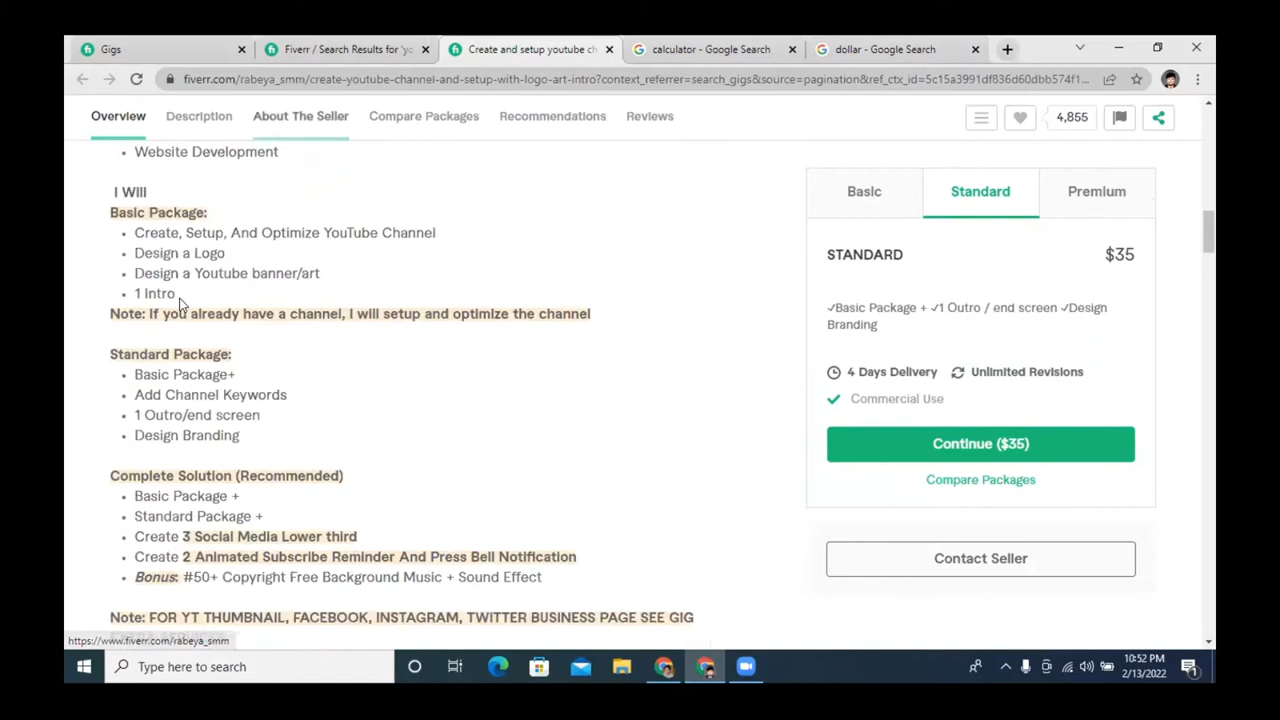 Gigs
Fiverr / Search Results for 'yo
Create and setup youtube ch
calculator - Google Search
dollar - Google Search
fiverr.com/rabeya_smm/create-youtube-channel-and-setup-with-logo-art-intro?context_referrer=search_gigs&source=pagination&ref_ctx_id=5c15a3991df836d60dbb574f1...
Overview
Description
About The Seller
Compare Packages
Recommendations
Reviews
4,855
Website Development
I Will
Basic Package:
Create, Setup, And Optimize YouTube Channel
Design a Logo
Design a Youtube banner/art
1 Intro
Note: If you already have a channel, I will setup and optimize the channel
Standard Package:
Basic Package+
Add Channel Keywords
1 Outro/end screen
Design Branding
Complete Solution (Recommended)
Basic Package +
Standard Package +
Create 3 Social Media Lower third
Create 2 Animated Subscribe Reminder And Press Bell Notification
Bonus: #50+ Copyright Free Background Music + Sound Effect
Note: FOR YT THUMBNAIL, FACEBOOK, INSTAGRAM, TWITTER BUSINESS PAGE SEE GIG
Basic
Standard
Premium
STANDARD
$35
✓Basic Package + ✓1 Outro / end screen ✓Design
Branding
4 Days Delivery
Unlimited Revisions
Commercial Use
Continue ($35)
Compare Packages
Contact Seller
https://www.fiverr.com/rabeya_smm
Type here to search
10:52 PM
2/13/2022